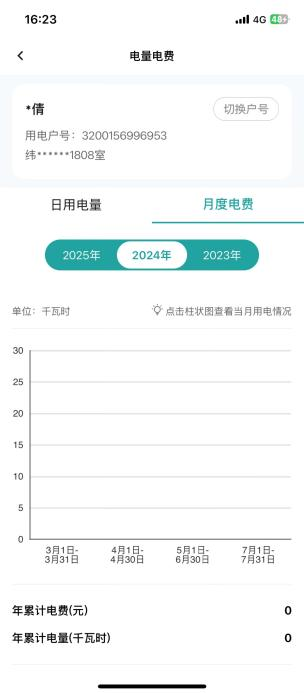 16:23
4G 48
电量电费
*倩
切换户号
用电户号：3200156996953
纬******1808室
日用电量
月度电费
2025年
2024年
2023年
单位：千瓦时
点击柱状图查看当月用电情况
30
25
20
15
10
5
0
3月1日-
3月31日
4月1日-
4月30日
5月1日-
6月30日
7月1日-
7月31日
年累计电费(元)
0
年累计电量(千瓦时)
0